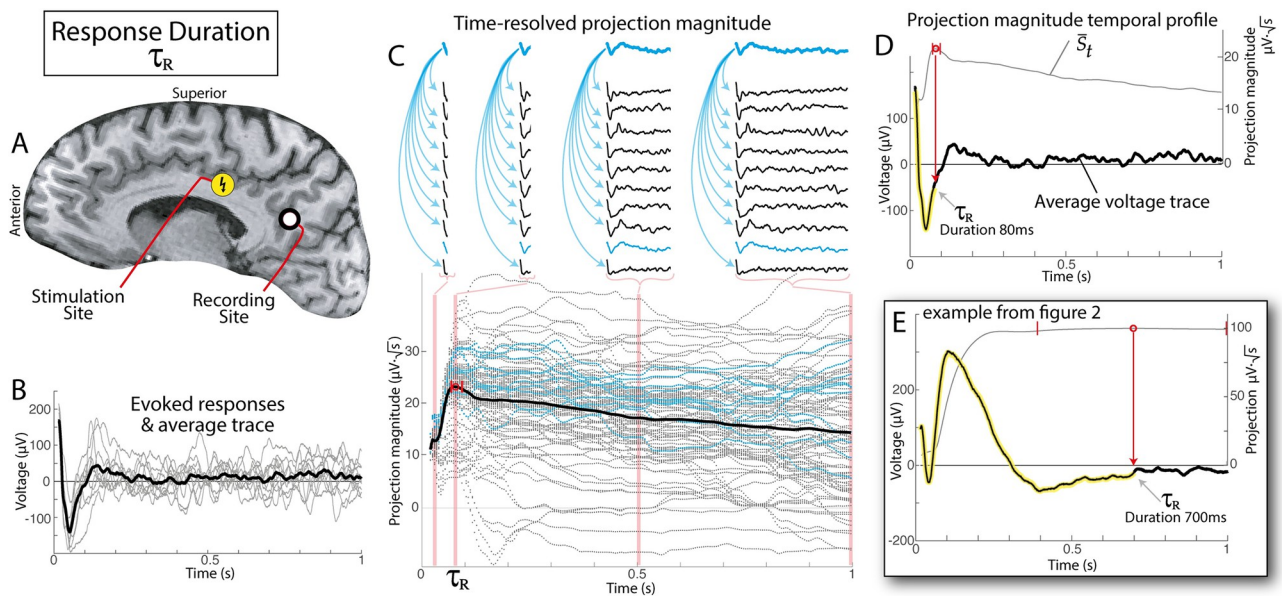 Response Duration
τR
A
Superior
Anterior
Stimulation
Site
Recording
Site
B
Evoked responses
& average trace
Voltage (µV)
200
100
0
-100
0
0.5
1
Time (s)
C
Time-resolved projection magnitude
Projection magnitude (µV·√s)
30
20
10
0
0
τR
0.5
1
Time (s)
D
Projection magnitude temporal profile
S̄t
Voltage (µV)
100
0
-100
Projection magnitude
µV·√s
20
10
0
τR
Duration 80ms
Average voltage trace
0
0.5
1
Time (s)
E
example from figure 2
Voltage (µV)
400
200
0
-200
Projection magnitude µV·√s
100
50
0
τR
Duration 700ms
0
0.5
1
Time (s)